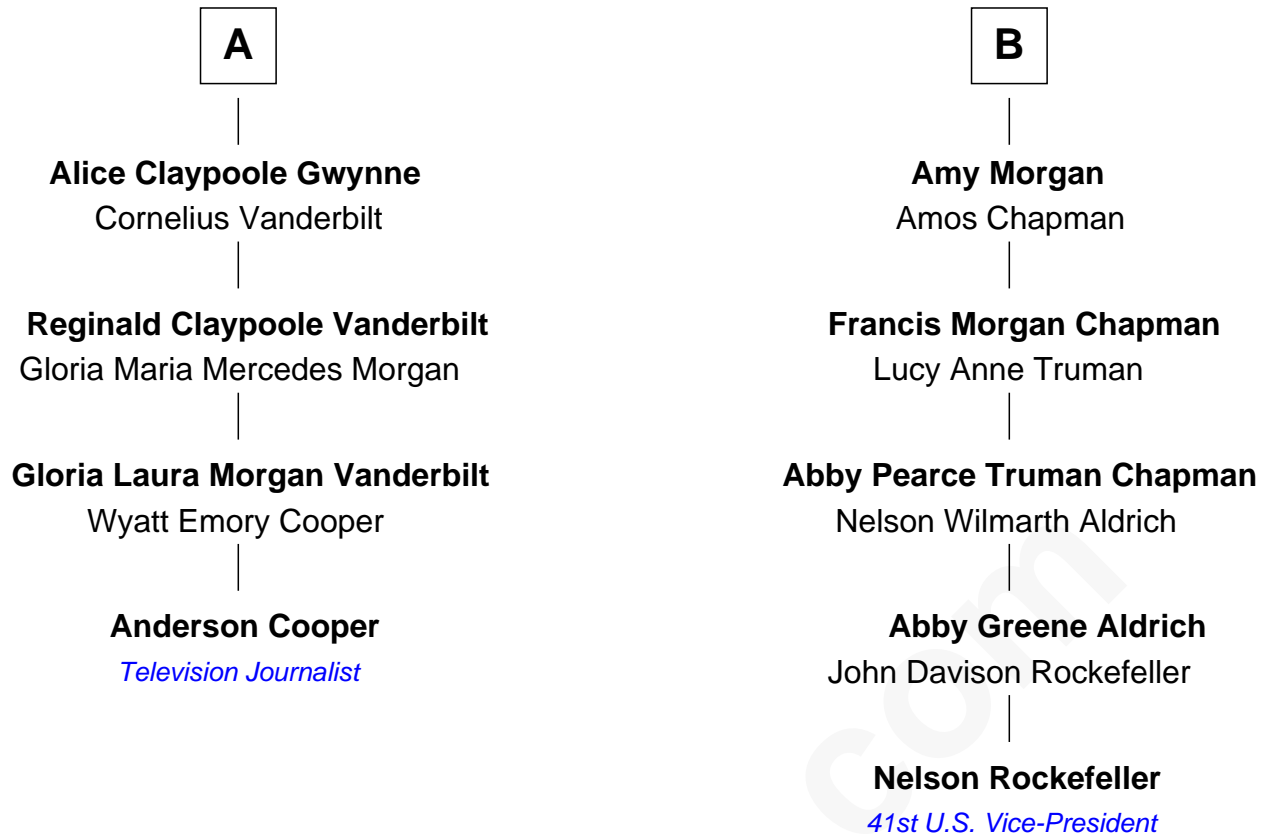 A
Alice Claypoole Gwynne
Cornelius Vanderbilt
Reginald Claypoole Vanderbilt
Gloria Maria Mercedes Morgan
Gloria Laura Morgan Vanderbilt
Wyatt Emory Cooper
Anderson Cooper
Television Journalist
B
Amy Morgan
Amos Chapman
Francis Morgan Chapman
Lucy Anne Truman
Abby Pearce Truman Chapman
Nelson Wilmarth Aldrich
Abby Greene Aldrich
John Davison Rockefeller
Nelson Rockefeller
41st U.S. Vice-President
com